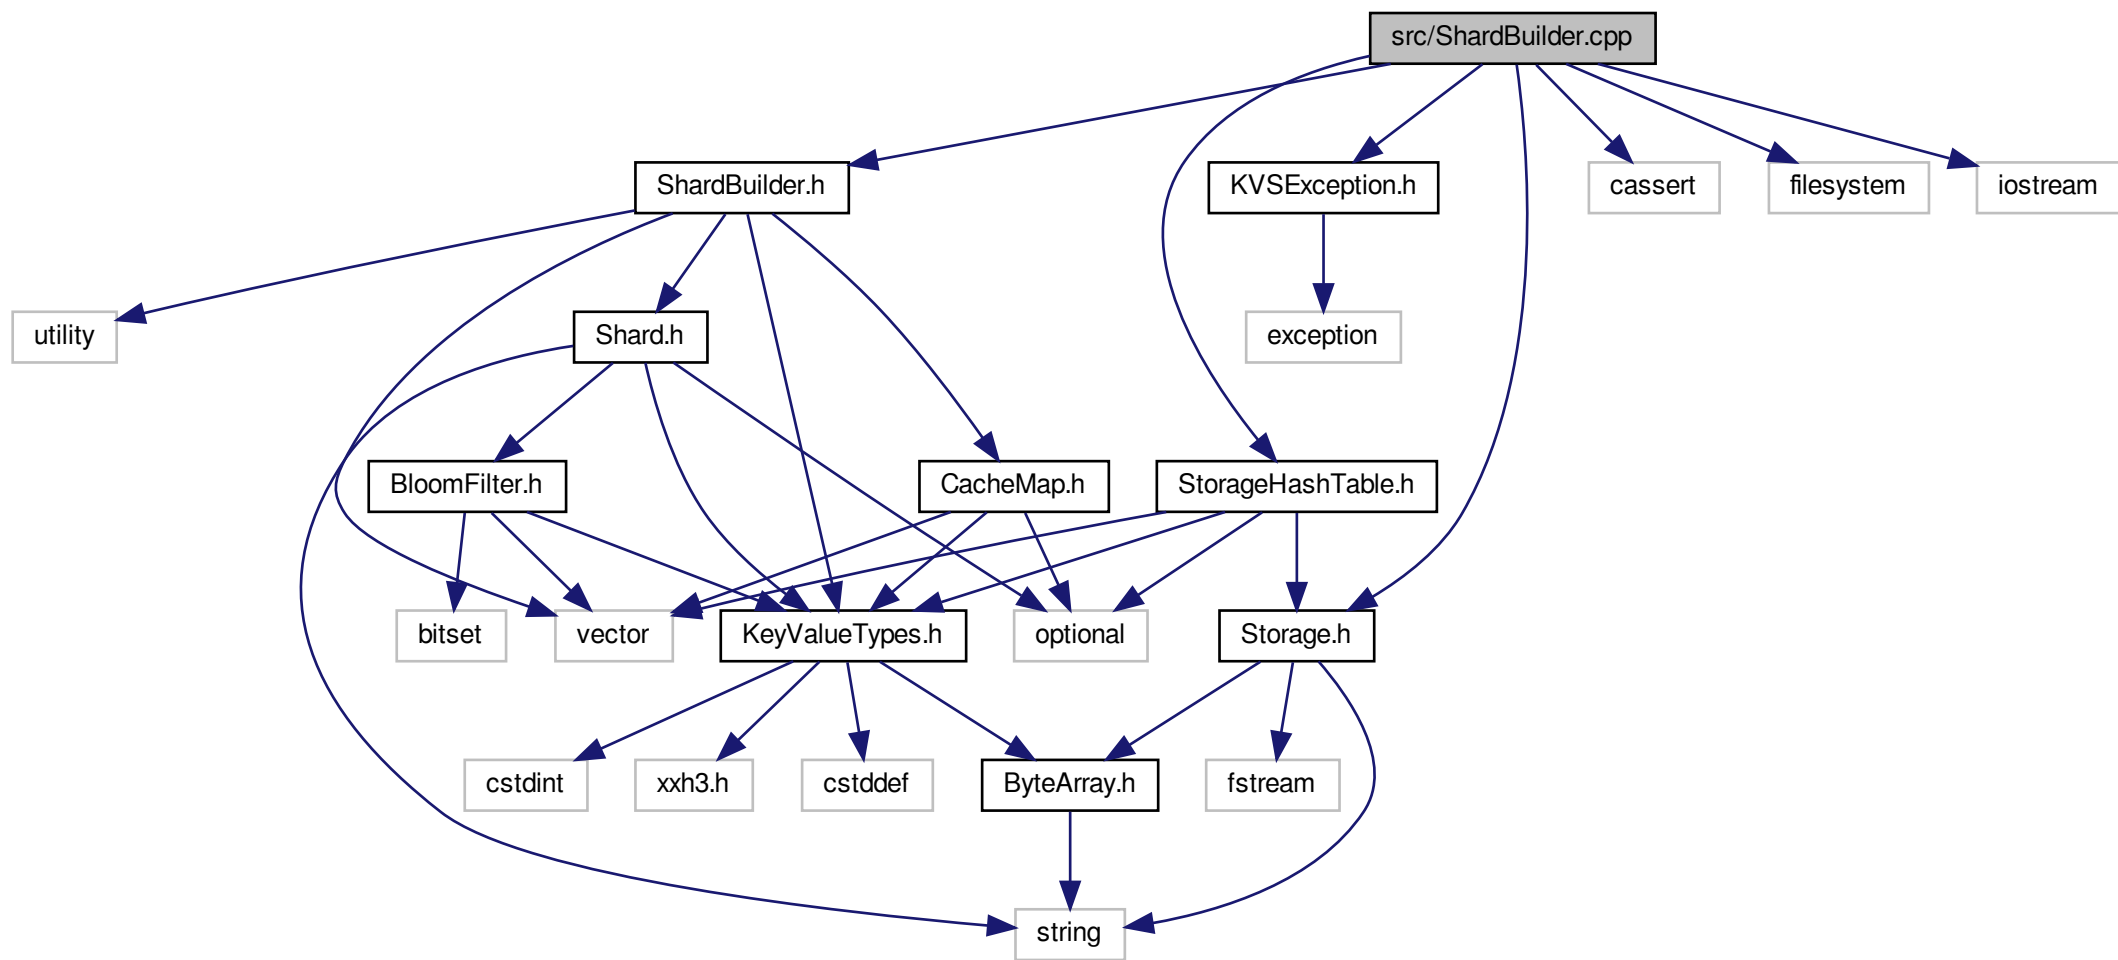 src/ShardBuilder.cpp
ShardBuilder.h
KVSException.h
cassert
filesystem
iostream
utility
Shard.h
exception
BloomFilter.h
CacheMap.h
StorageHashTable.h
bitset
vector
KeyValueTypes.h
optional
Storage.h
cstdint
xxh3.h
cstddef
ByteArray.h
fstream
string